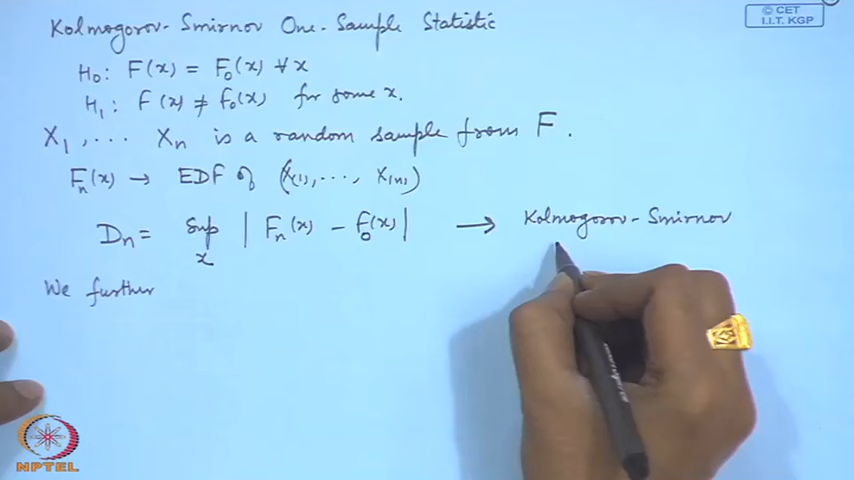 Kolmogorov-Smirnov One-Sample Statistic
© CET
I.I.T. KGP
H₀: F(x) = F₀(x) ∀ x
H₁: F(x) ≠ F₀(x) for some x.
X₁, ... Xₙ is a random sample from F.
Fₙ(x) → EDF of (X₍₁₎, ..., X₍ₙ₎)
Dₙ = Sup | Fₙ(x) - F₀(x) | → Kolmogorov-Smirnov
x
We further
NPTEL